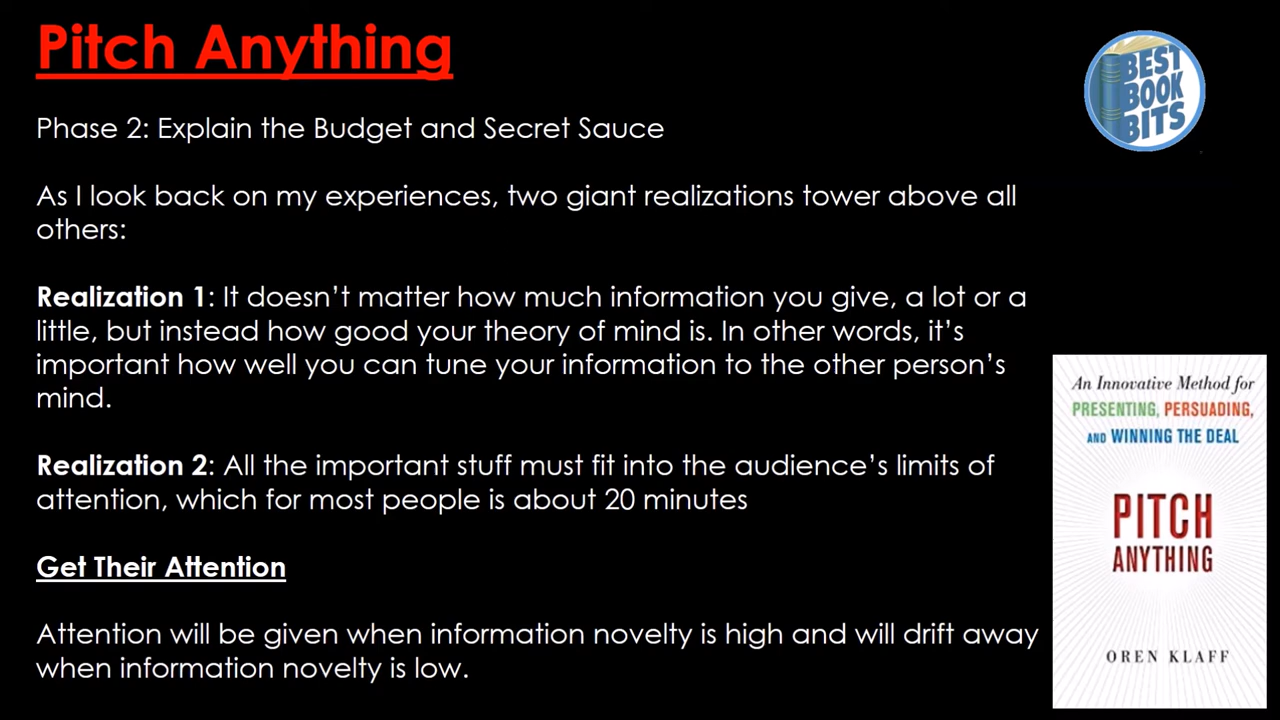 Pitch Anything
BEST
BOOK
BITS
Phase 2: Explain the Budget and Secret Sauce
As I look back on my experiences, two giant realizations tower above all
others:
Realization 1: It doesn’t matter how much information you give, a lot or a
little, but instead how good your theory of mind is. In other words, it’s
important how well you can tune your information to the other person’s
mind.
Realization 2: All the important stuff must fit into the audience’s limits of
attention, which for most people is about 20 minutes
Get Their Attention
Attention will be given when information novelty is high and will drift away
when information novelty is low.
An Innovative Method for
PRESENTING, PERSUADING,
AND WINNING THE DEAL
PITCH
ANYTHING
OREN KLAFF